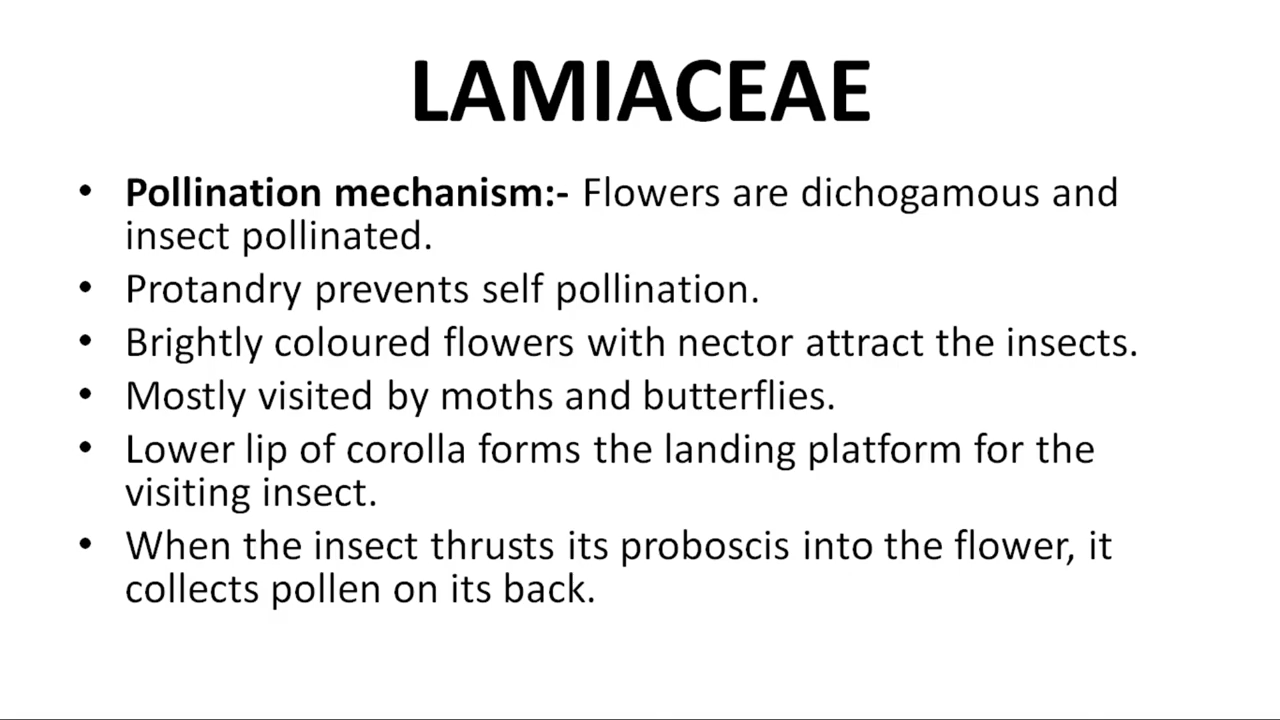 LAMIACEAE
• Pollination mechanism:- Flowers are dichogamous and
insect pollinated.
• Protandry prevents self pollination.
• Brightly coloured flowers with nector attract the insects.
• Mostly visited by moths and butterflies.
• Lower lip of corolla forms the landing platform for the
visiting insect.
• When the insect thrusts its proboscis into the flower, it
collects pollen on its back.